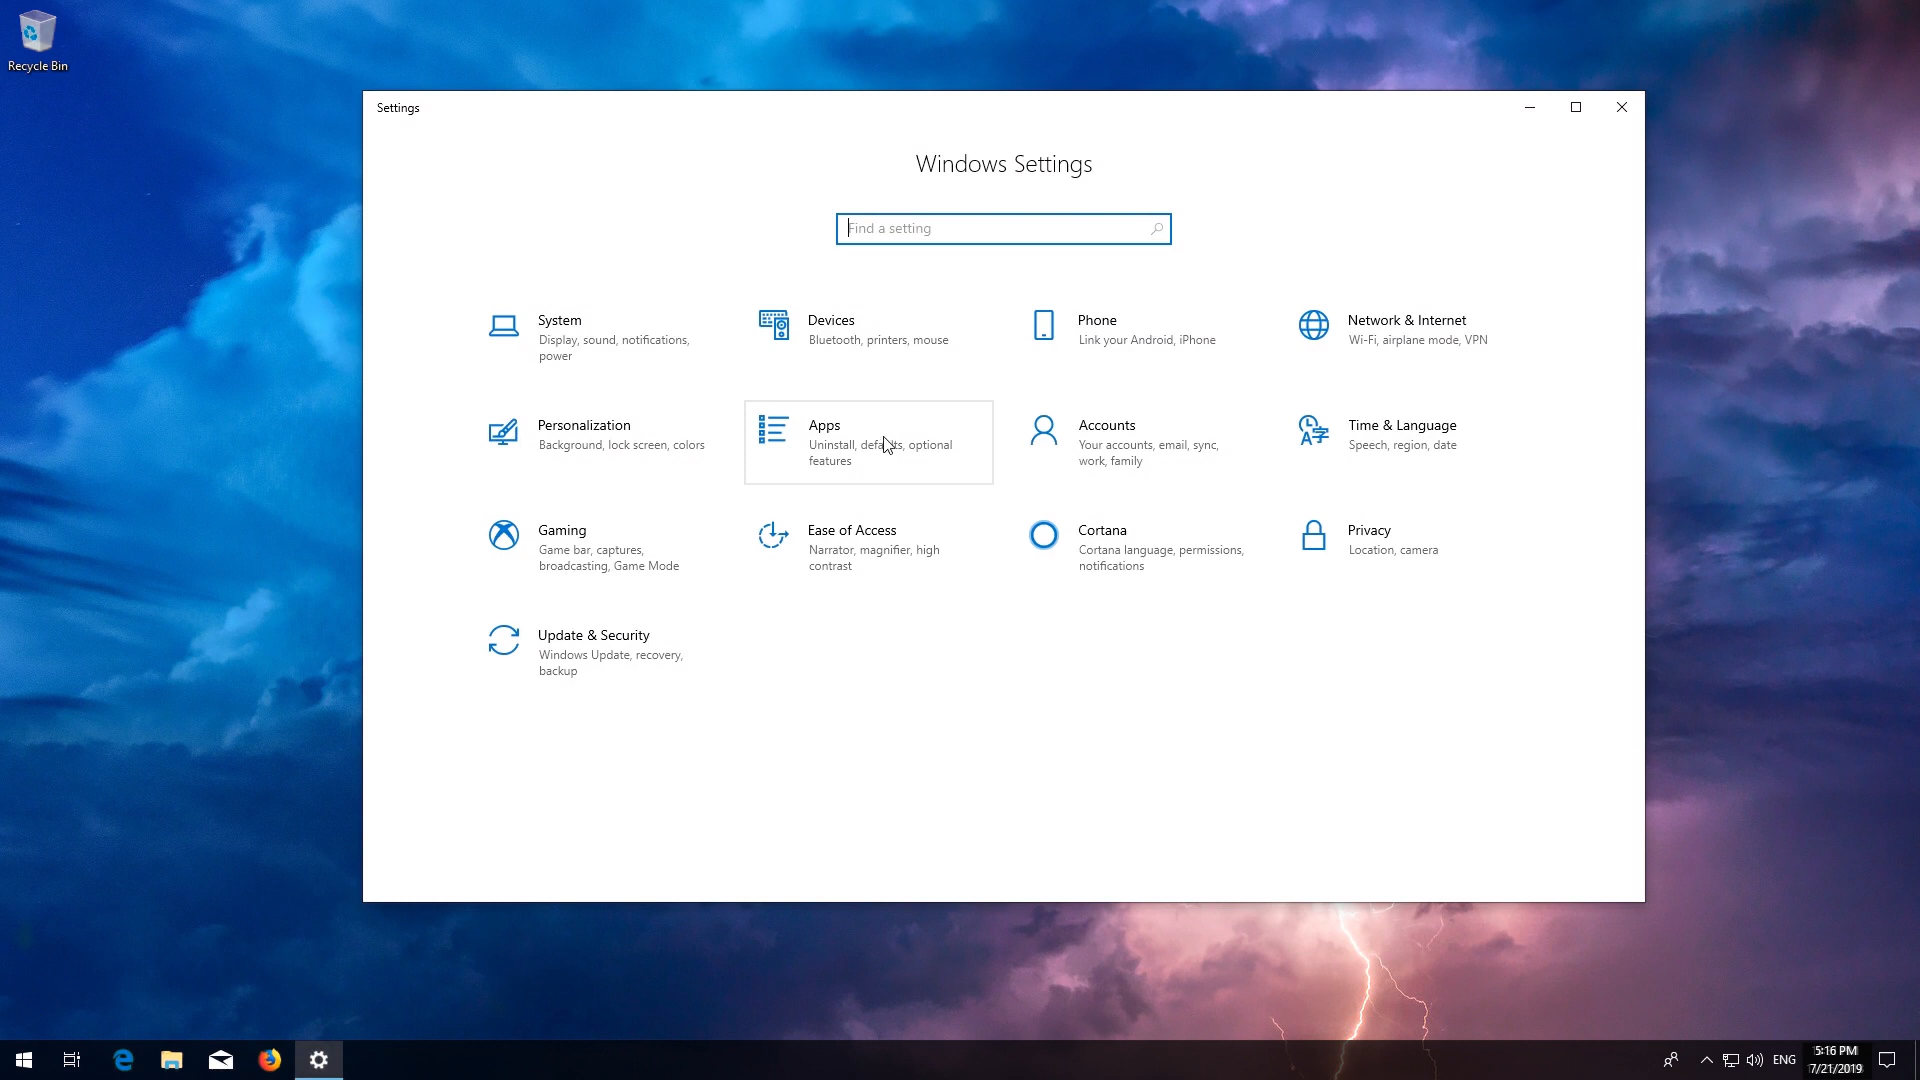 Recycle Bin
Settings
Windows Settings
Find a setting
System
Display, sound, notifications,
power
Devices
Bluetooth, printers, mouse
Phone
Link your Android, iPhone
Network & Internet
Wi-Fi, airplane mode, VPN
Personalization
Background, lock screen, colors
Apps
Uninstall, defaults, optional
features
Accounts
Your accounts, email, sync,
work, family
Time & Language
Speech, region, date
Gaming
Game bar, captures,
broadcasting, Game Mode
Ease of Access
Narrator, magnifier, high
contrast
Cortana
Cortana language, permissions,
notifications
Privacy
Location, camera
Update & Security
Windows Update, recovery,
backup
ENG
5:16 PM
7/21/2019